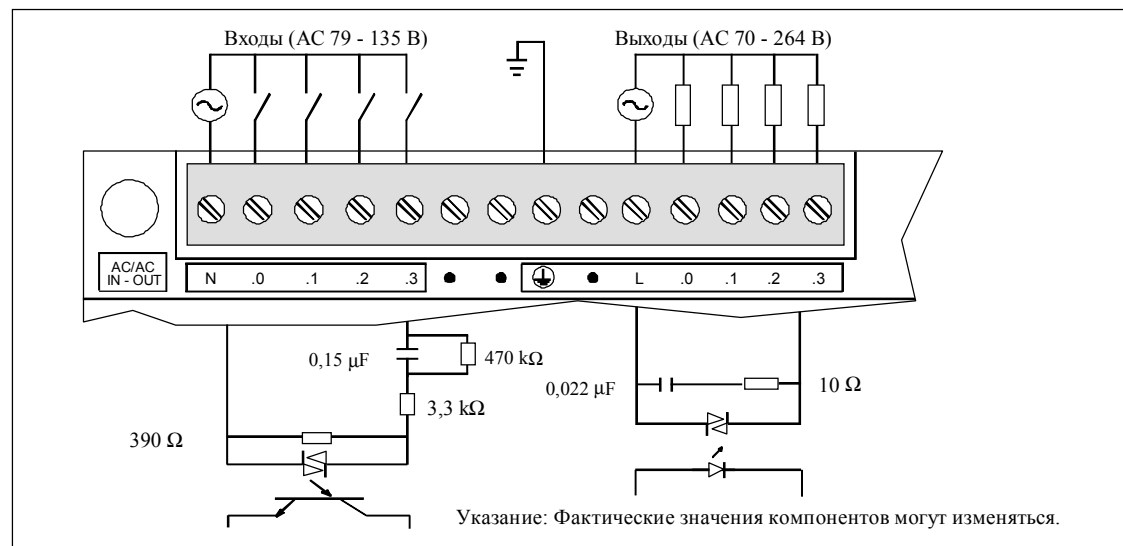 Входы (AC 79 - 135 В)
Выходы (AC 70 - 264 В)
AC/AC
IN - OUT
N .0 .1 .2 .3 L .0 .1 .2 .3
0,15 μF
470 kΩ
3,3 kΩ
390 Ω
0,022 μF
10 Ω
Указание: Фактические значения компонентов могут изменяться.